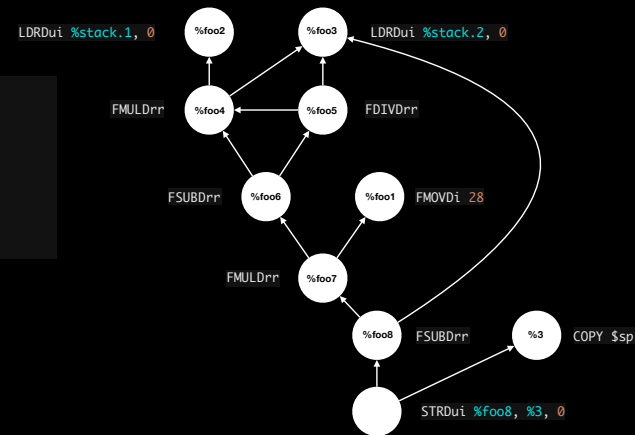 LDRDui %stack.1, 0
%foo2
%foo3
LDRDui %stack.2, 0
FMULDrr
%foo4
%foo5
FDIVDrr
FSUBDrr
%foo6
%foo1
FMOVDi 28
FMULDrr
%foo7
%foo8
FSUBDrr
%3
COPY $sp
STRDui %foo8, %3, 0